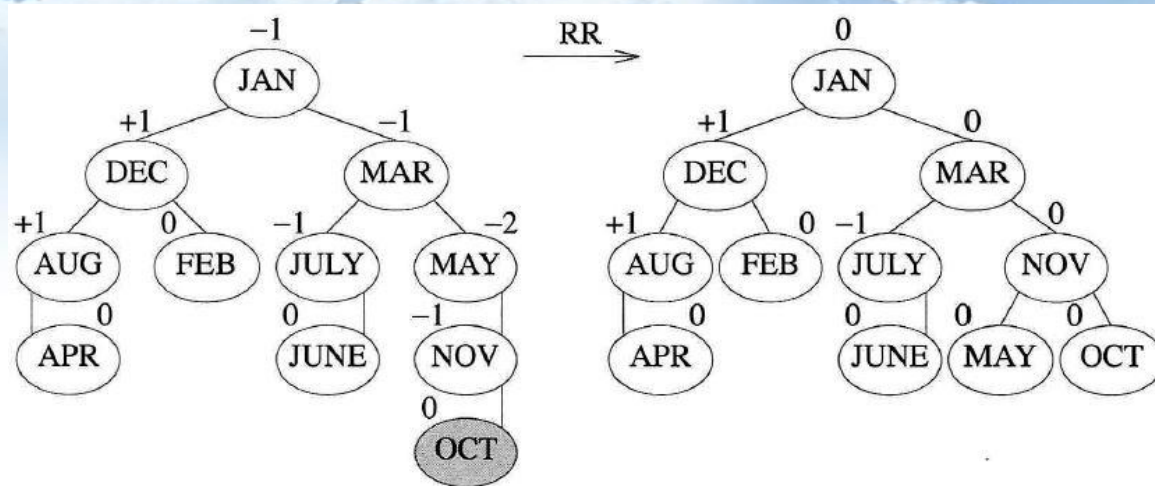 −1 RR 0
JAN JAN
+1 −1 +1 0
DEC MAR DEC MAR
+1 0 −1 −2 +1 0 −1 0
AUG FEB JULY MAY AUG FEB JULY NOV
0 0 −1 0 0 0 0
APR JUNE NOV APR JUNE MAY OCT
0
OCT